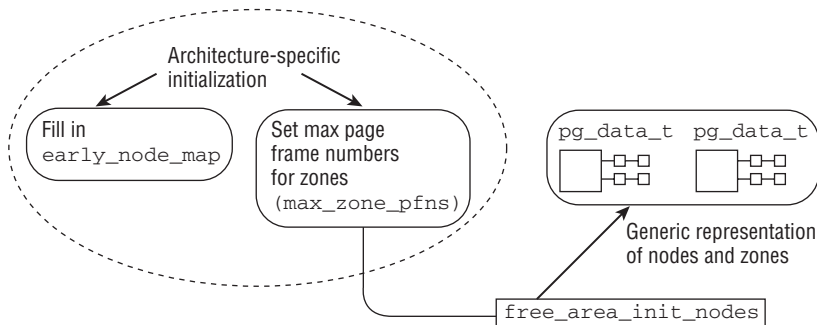 Architecture-specific
initialization
Fill in
early_node_map
Set max page
frame numbers
for zones
(max_zone_pfns)
pg_data_t pg_data_t
Generic representation
of nodes and zones
free_area_init_nodes